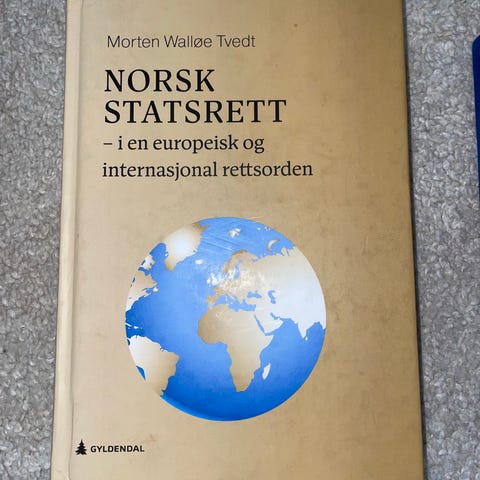 Morten Walløe Tvedt
NORSK
STATSRETT
– i en europeisk og
internasjonal rettsorden
GYLDENDAL